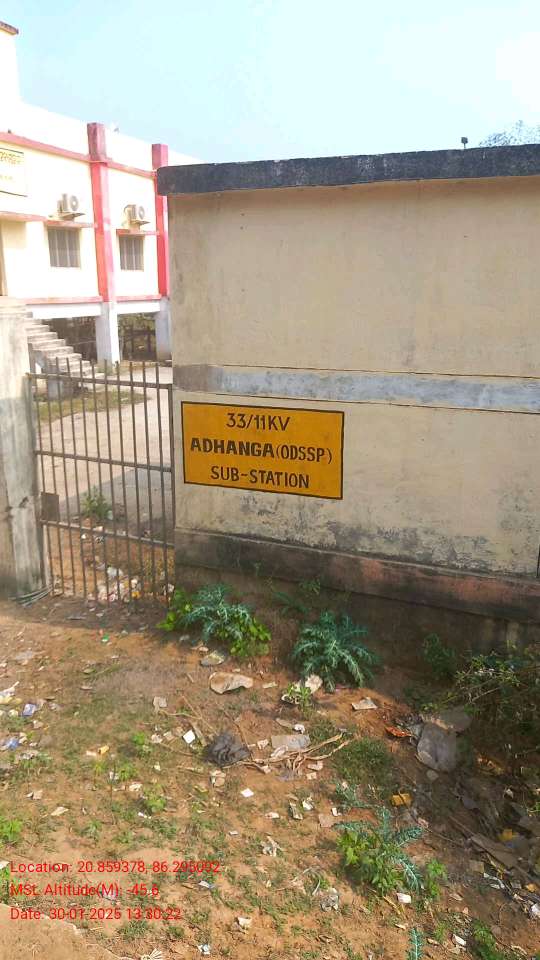 33/11KV
ADHANGA(ODSSP)
SUB-STATION
Location: 20.859378, 86.295092
MSt. Altitude(M): -45.6
Date: 30-01-2025 13:30:22